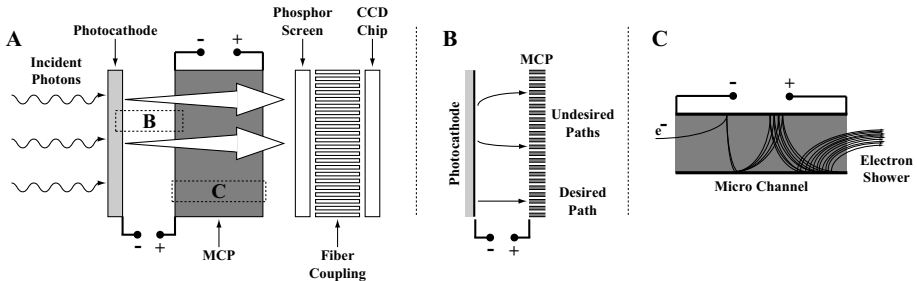 A
Photocathode
Incident
Photons
-
+
Phosphor
Screen
CCD
Chip
B
C
-
+
MCP
Fiber
Coupling
B
MCP
Photocathode
Undesired
Paths
Desired
Path
-
+
C
-
+
e-
Micro Channel
Electron
Shower